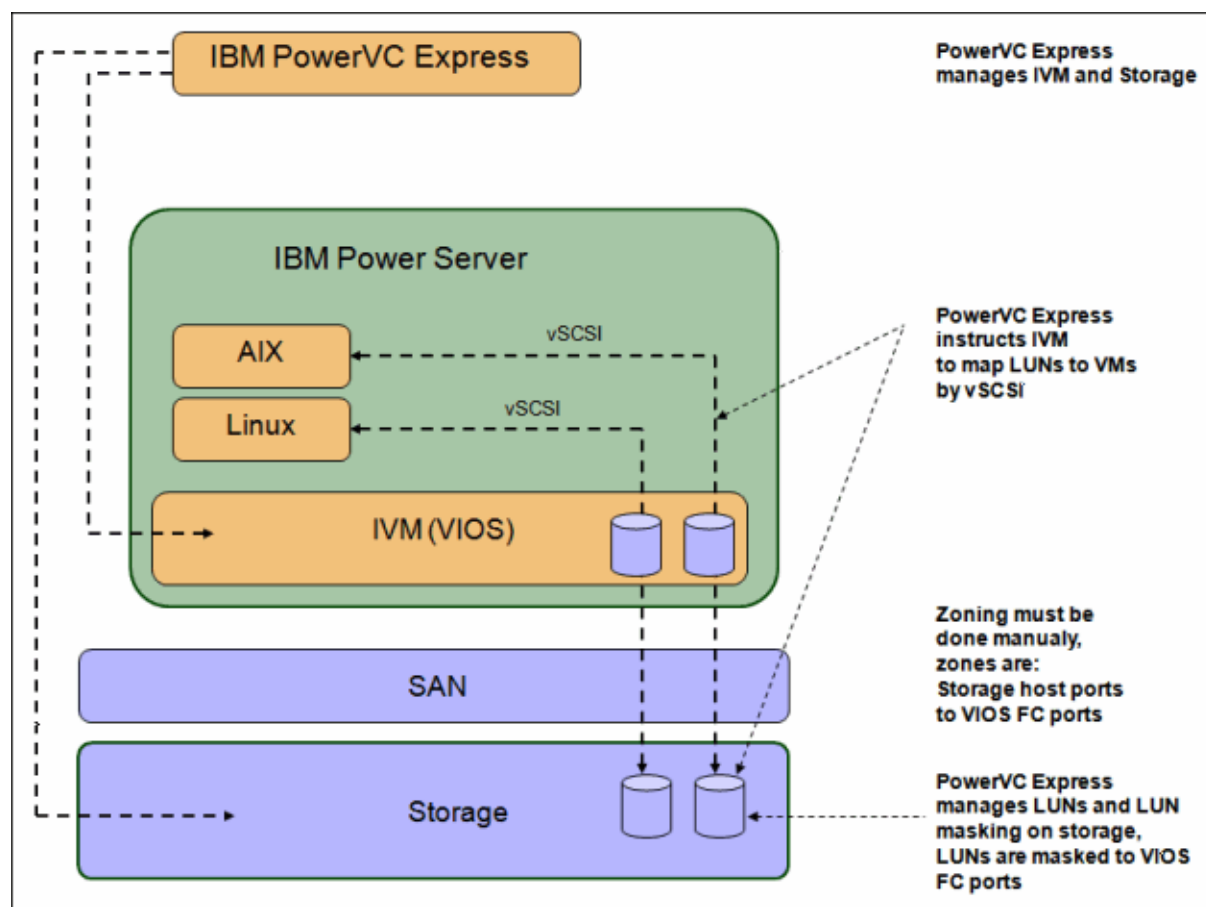 IBM PowerVC Express
PowerVC Express
manages IVM and Storage
IBM Power Server
AIX
vSCSI
Linux
vSCSI
IVM (VIOS)
PowerVC Express
instructs IVM
to map LUNs to VMs
by vSCSI
SAN
Zoning must be
done manualy,
zones are:
Storage host ports
to VIOS FC ports
Storage
PowerVC Express
manages LUNs and LUN
masking on storage,
LUNs are masked to VIOS
FC ports